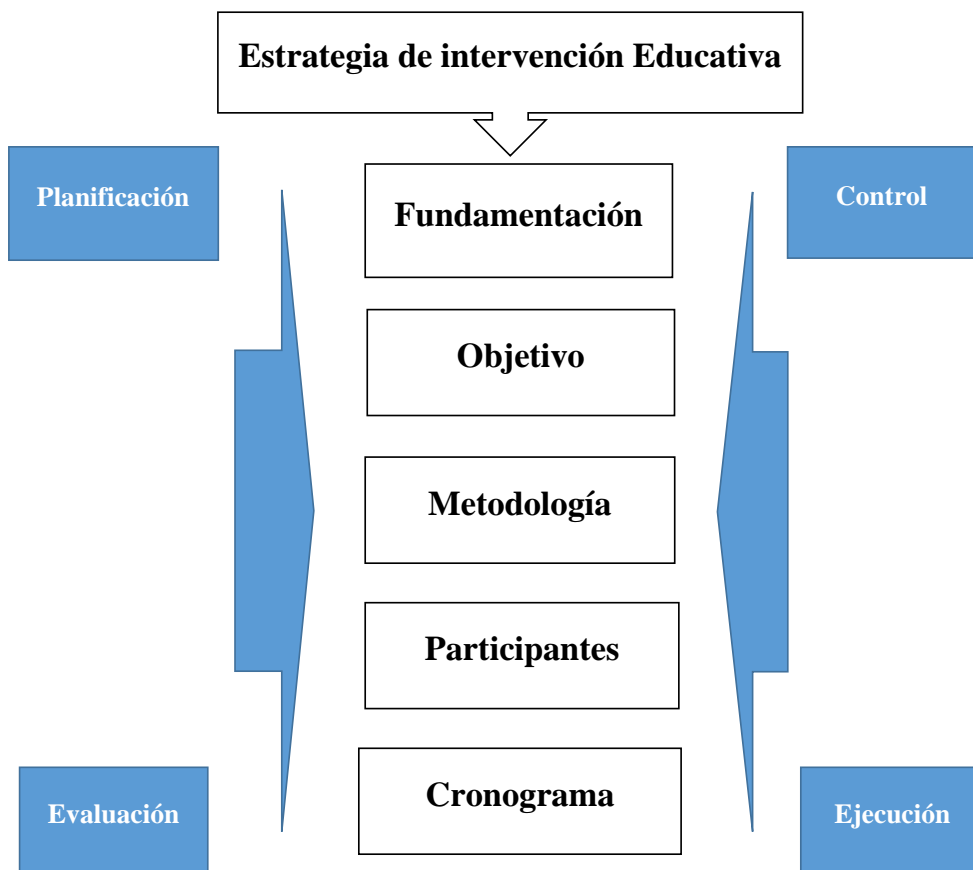 Estrategia de intervención Educativa
Planificación
Control
Fundamentación
Objetivo
Metodología
Participantes
Cronograma
Evaluación
Ejecución